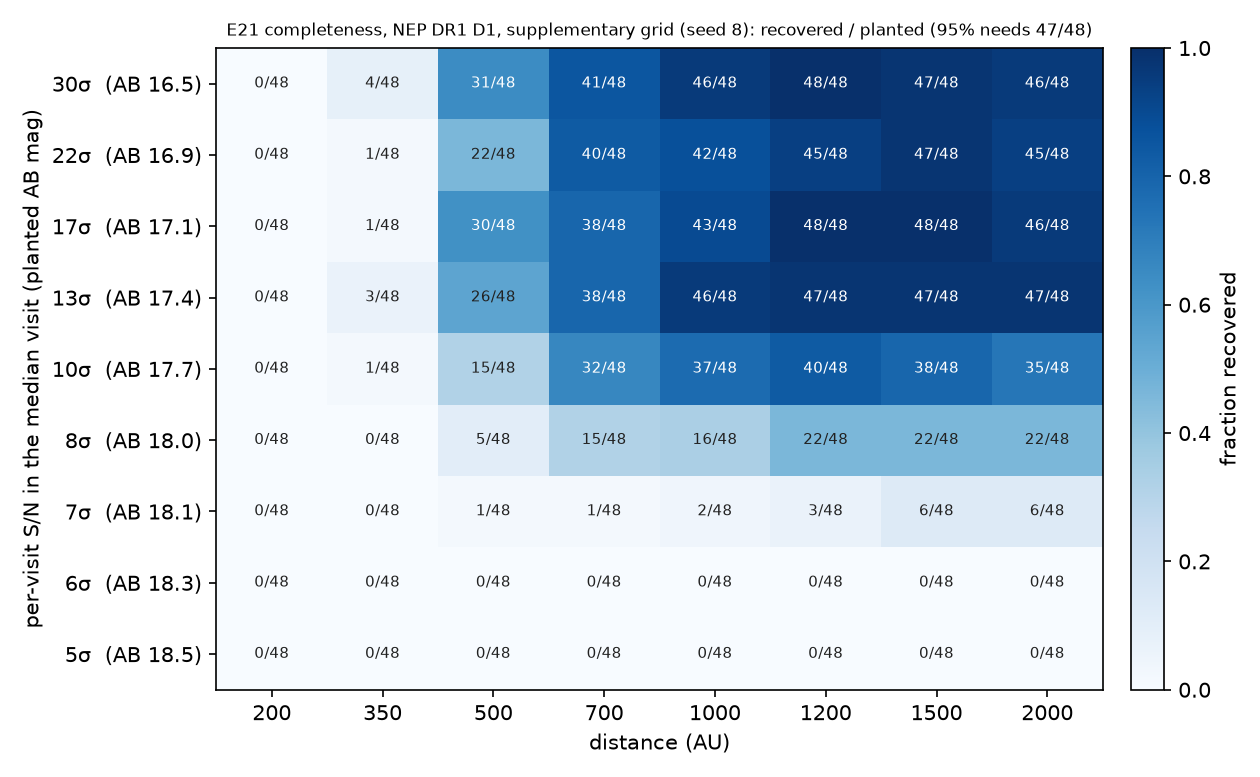 E21 completeness, NEP DR1 D1, supplementary grid (seed 8): recovered / planted (95% needs 47/48)
per-visit S/N in the median visit (planted AB mag)
30σ (AB 16.5) 0/48 4/48 31/48 41/48 46/48 48/48 47/48 46/48
22σ (AB 16.9) 0/48 1/48 22/48 40/48 42/48 45/48 47/48 45/48
17σ (AB 17.1) 0/48 1/48 30/48 38/48 43/48 48/48 48/48 46/48
13σ (AB 17.4) 0/48 3/48 26/48 38/48 46/48 47/48 47/48 47/48
10σ (AB 17.7) 0/48 1/48 15/48 32/48 37/48 40/48 38/48 35/48
8σ (AB 18.0) 0/48 0/48 5/48 15/48 16/48 22/48 22/48 22/48
7σ (AB 18.1) 0/48 0/48 1/48 1/48 2/48 3/48 6/48 6/48
6σ (AB 18.3) 0/48 0/48 0/48 0/48 0/48 0/48 0/48 0/48
5σ (AB 18.5) 0/48 0/48 0/48 0/48 0/48 0/48 0/48 0/48
200 350 500 700 1000 1200 1500 2000
distance (AU)
1.0
0.8
0.6
0.4
0.2
0.0
fraction recovered